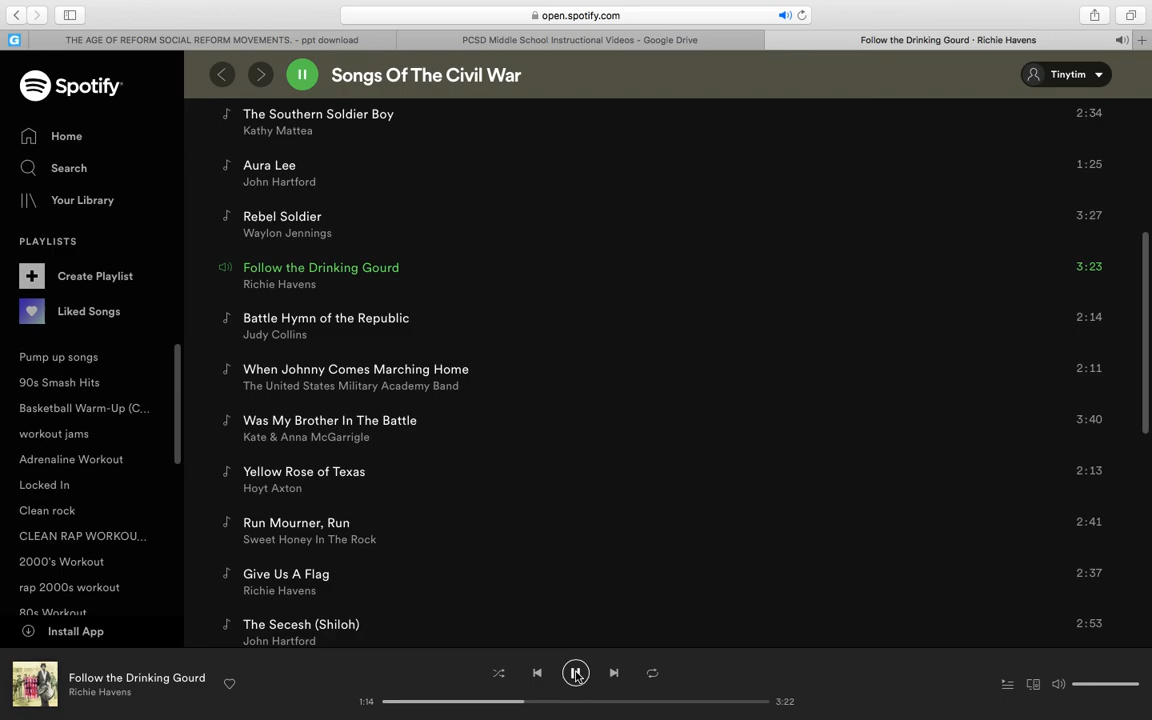 open.spotify.com
THE AGE OF REFORM SOCIAL REFORM MOVEMENTS. - ppt download
PCSD Middle School Instructional Videos - Google Drive
Follow the Drinking Gourd · Richie Havens
Spotify
Songs Of The Civil War
Tinytim
Home
Search
Your Library
PLAYLISTS
Create Playlist
Liked Songs
Pump up songs
90s Smash Hits
Basketball Warm-Up (C...
workout jams
Adrenaline Workout
Locked In
Clean rock
CLEAN RAP WORKOU...
2000's Workout
rap 2000s workout
80s Workout
Install App
The Southern Soldier Boy 2:34
Kathy Mattea
Aura Lee 1:25
John Hartford
Rebel Soldier 3:27
Waylon Jennings
Follow the Drinking Gourd 3:23
Richie Havens
Battle Hymn of the Republic 2:14
Judy Collins
When Johnny Comes Marching Home 2:11
The United States Military Academy Band
Was My Brother In The Battle 3:40
Kate & Anna McGarrigle
Yellow Rose of Texas 2:13
Hoyt Axton
Run Mourner, Run 2:41
Sweet Honey In The Rock
Give Us A Flag 2:37
Richie Havens
The Secesh (Shiloh) 2:53
John Hartford
Follow the Drinking Gourd
Richie Havens
1:14 3:22